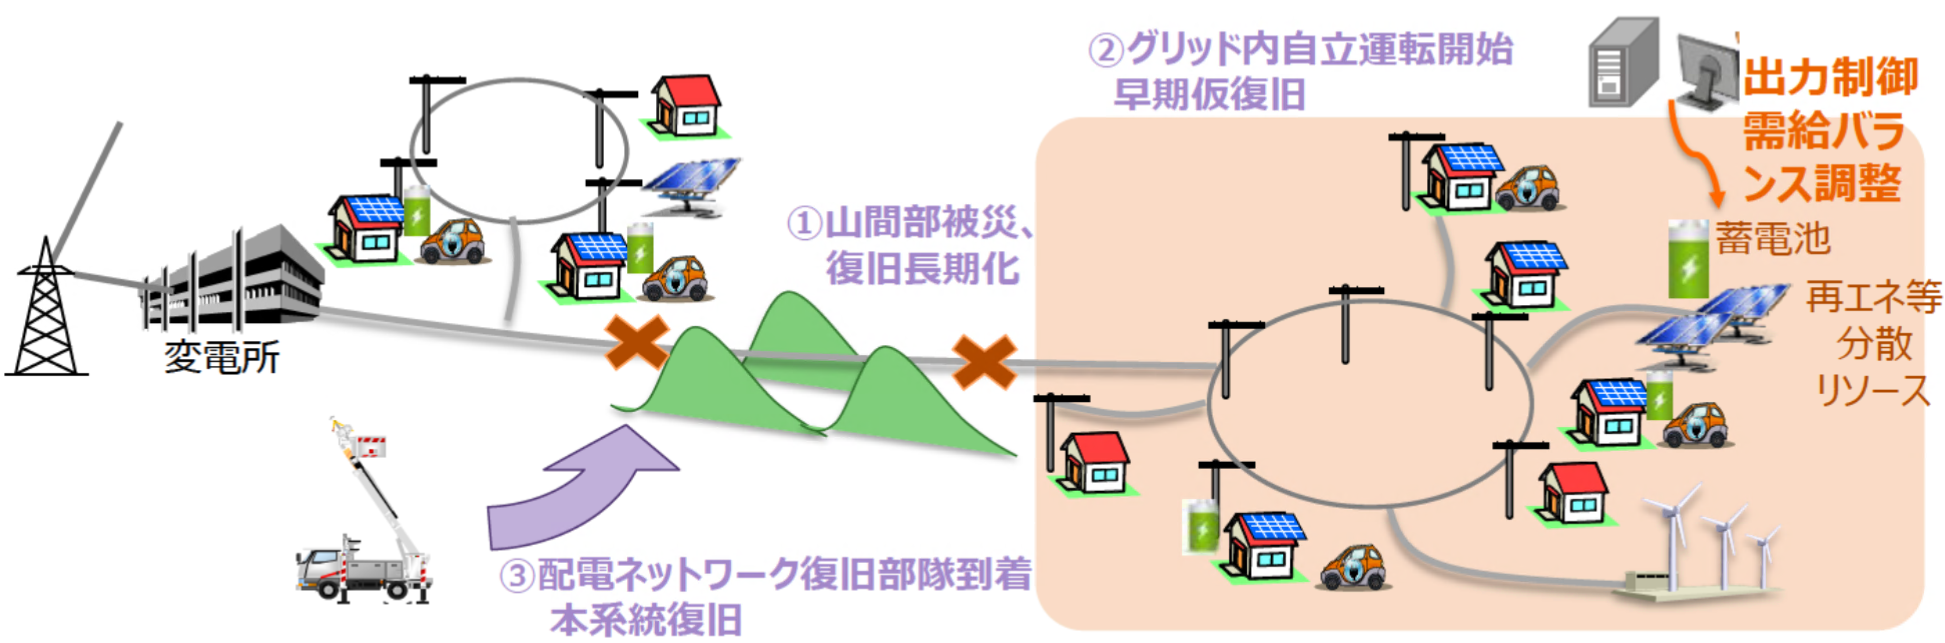 ②グリッド内自立運転開始
早期仮復旧
出力制御
需給バラ
ンス調整
①山間部被災、
復旧長期化
蓄電池
再エネ等
分散
リソース
変電所
③配電ネットワーク復旧部隊到着
本系統復旧